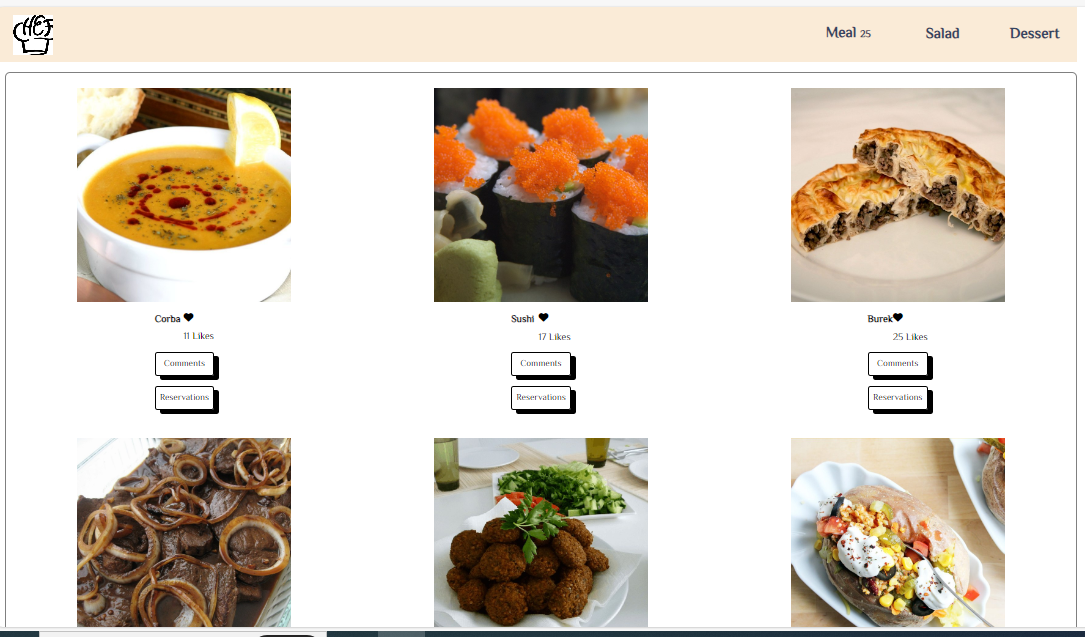 CHEF
Meal 25
Salad
Dessert
Corba
Sushi
Burek
11 Likes
17 Likes
25 Likes
Comments
Comments
Comments
Reservations
Reservations
Reservations